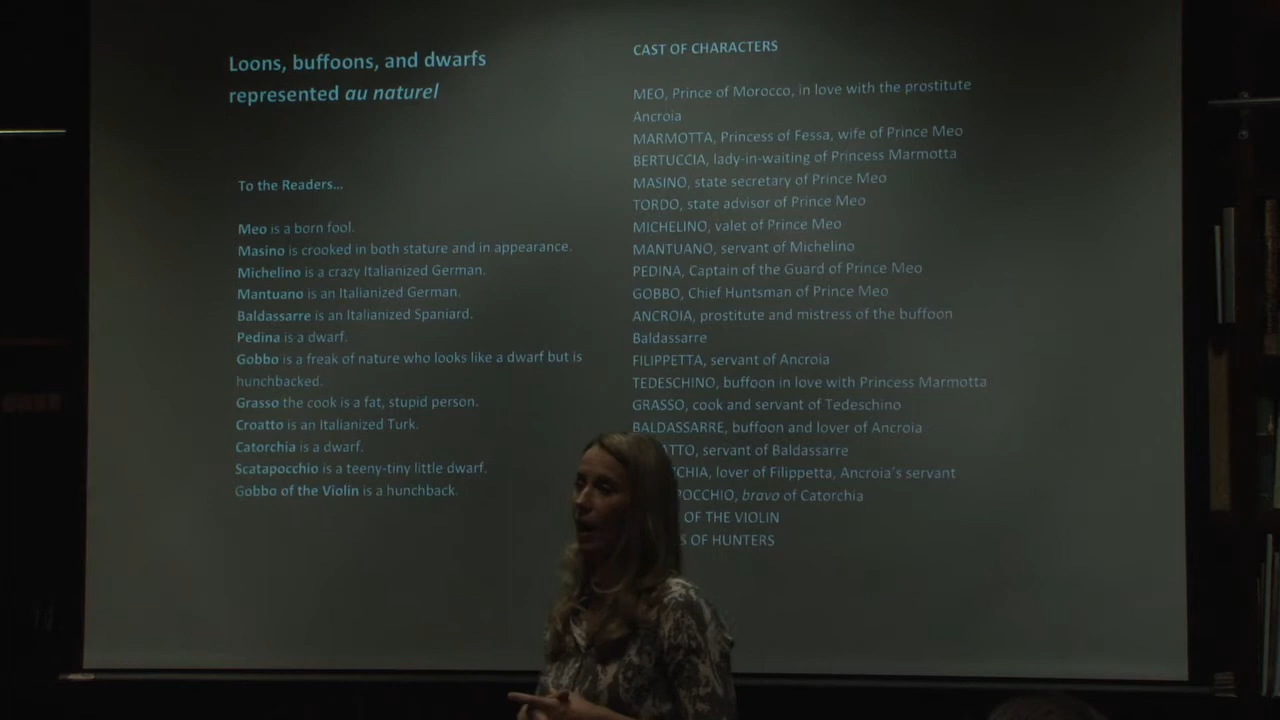 Loons, buffoons, and dwarfs
represented au naturel
To the Readers...
Meo is a born fool.
Masino is crooked in both stature and in appearance.
Michelino is a crazy Italianized German.
Mantuano is an Italianized German.
Baldassarre is an Italianized Spaniard.
Pedina is a dwarf.
Gobbo is a freak of nature who looks like a dwarf but is
hunchbacked.
Grasso the cook is a fat, stupid person.
Croatto is an Italianized Turk.
Catorchia is a dwarf.
Scatapocchio is a teeny-tiny little dwarf.
Gobbo of the Violin is a hunchback.
CAST OF CHARACTERS
MEO, Prince of Morocco, in love with the prostitute
Ancroia
MARMOTTA, Princess of Fessa, wife of Prince Meo
BERTUCCIA, lady-in-waiting of Princess Marmotta
MASINO, state secretary of Prince Meo
TORDO, state advisor of Prince Meo
MICHELINO, valet of Prince Meo
MANTUANO, servant of Michelino
PEDINA, Captain of the Guard of Prince Meo
GOBBO, Chief Huntsman of Prince Meo
ANCROIA, prostitute and mistress of the buffoon
Baldassarre
FILIPPETTA, servant of Ancroia
TEDESCHINO, buffoon in love with Princess Marmotta
GRASSO, cook and servant of Tedeschino
BALDASSARRE, buffoon and lover of Ancroia
ATTO, servant of Baldassarre
CHIA, lover of Filippetta, Ancroia's servant
POCCHIO, bravo of Catorchia
OF THE VIOLIN
S OF HUNTERS